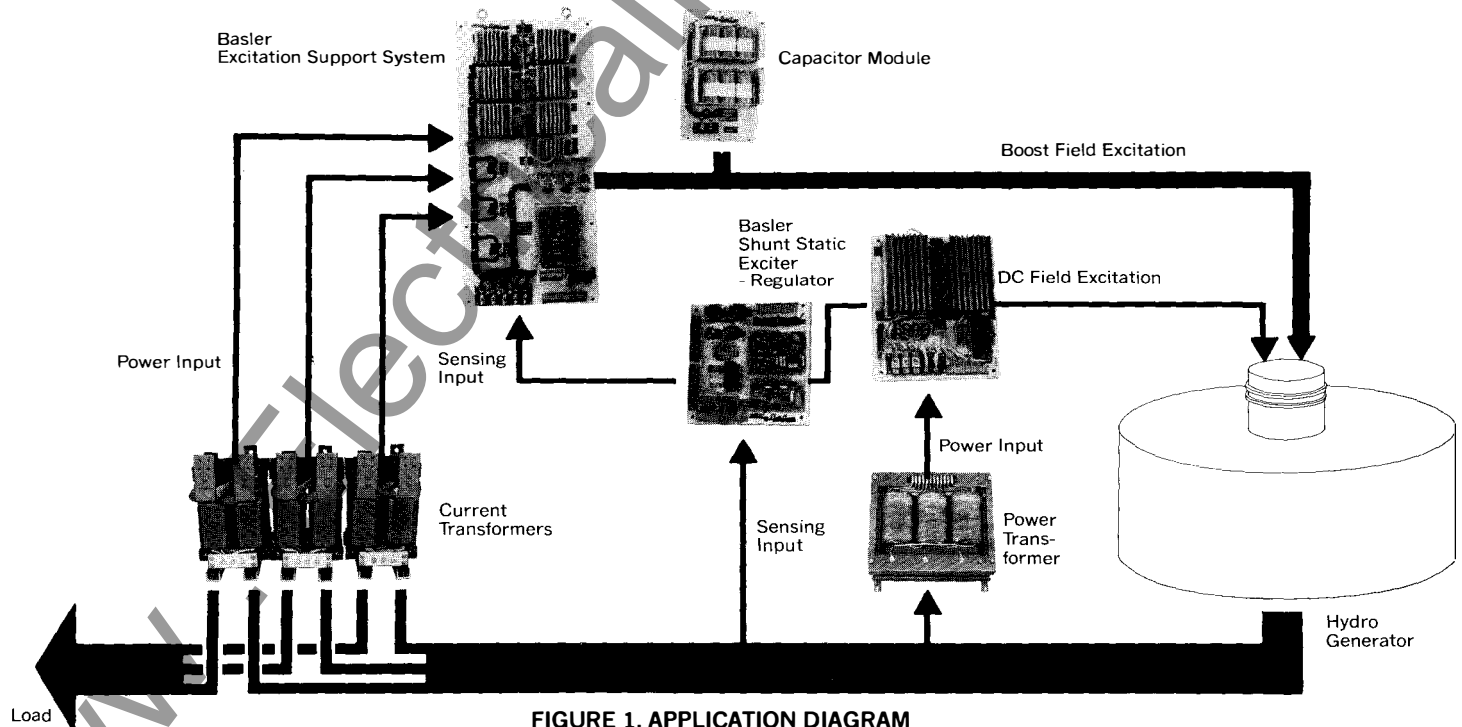 Basler
Excitation Support System
Capacitor Module
Boost Field Excitation
Basler
Shunt Static
Exciter
- Regulator
DC Field Excitation
Power Input
Sensing
Input
Power Input
Current
Transformers
Sensing
Input
Power
Trans-
former
Hydro
Generator
Load
FIGURE 1. APPLICATION DIAGRAM